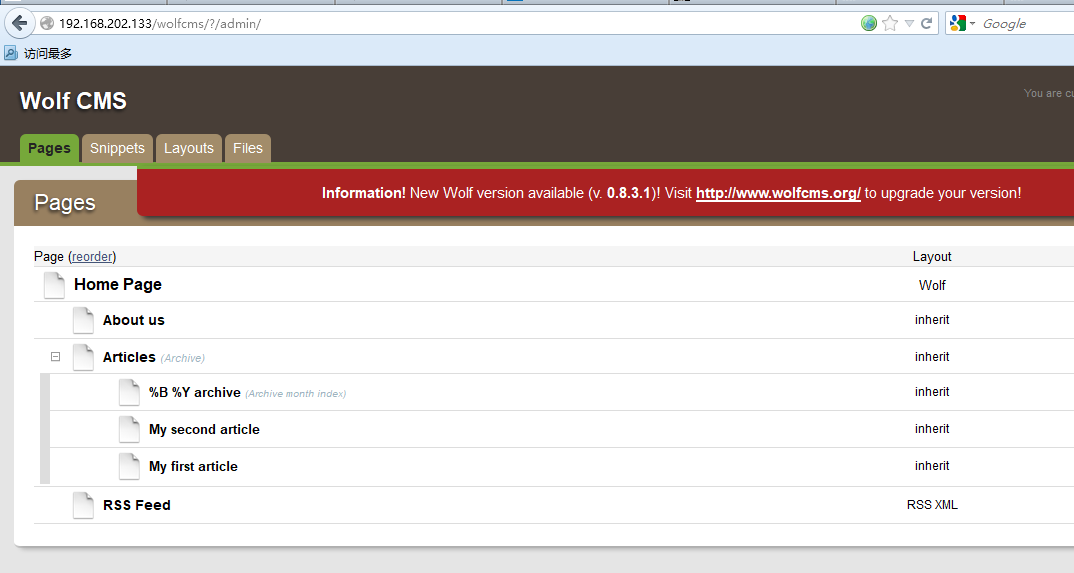 192.168.202.133/wolfcms/?/admin/
Google
访问最多
Wolf CMS
You are cu
Pages Snippets Layouts Files
Information! New Wolf version available (v. 0.8.3.1)! Visit http://www.wolfcms.org/ to upgrade your version!
Pages
Page (reorder) Layout
Home Page Wolf
About us inherit
Articles (Archive) inherit
%B %Y archive (Archive month index) inherit
My second article inherit
My first article inherit
RSS Feed RSS XML